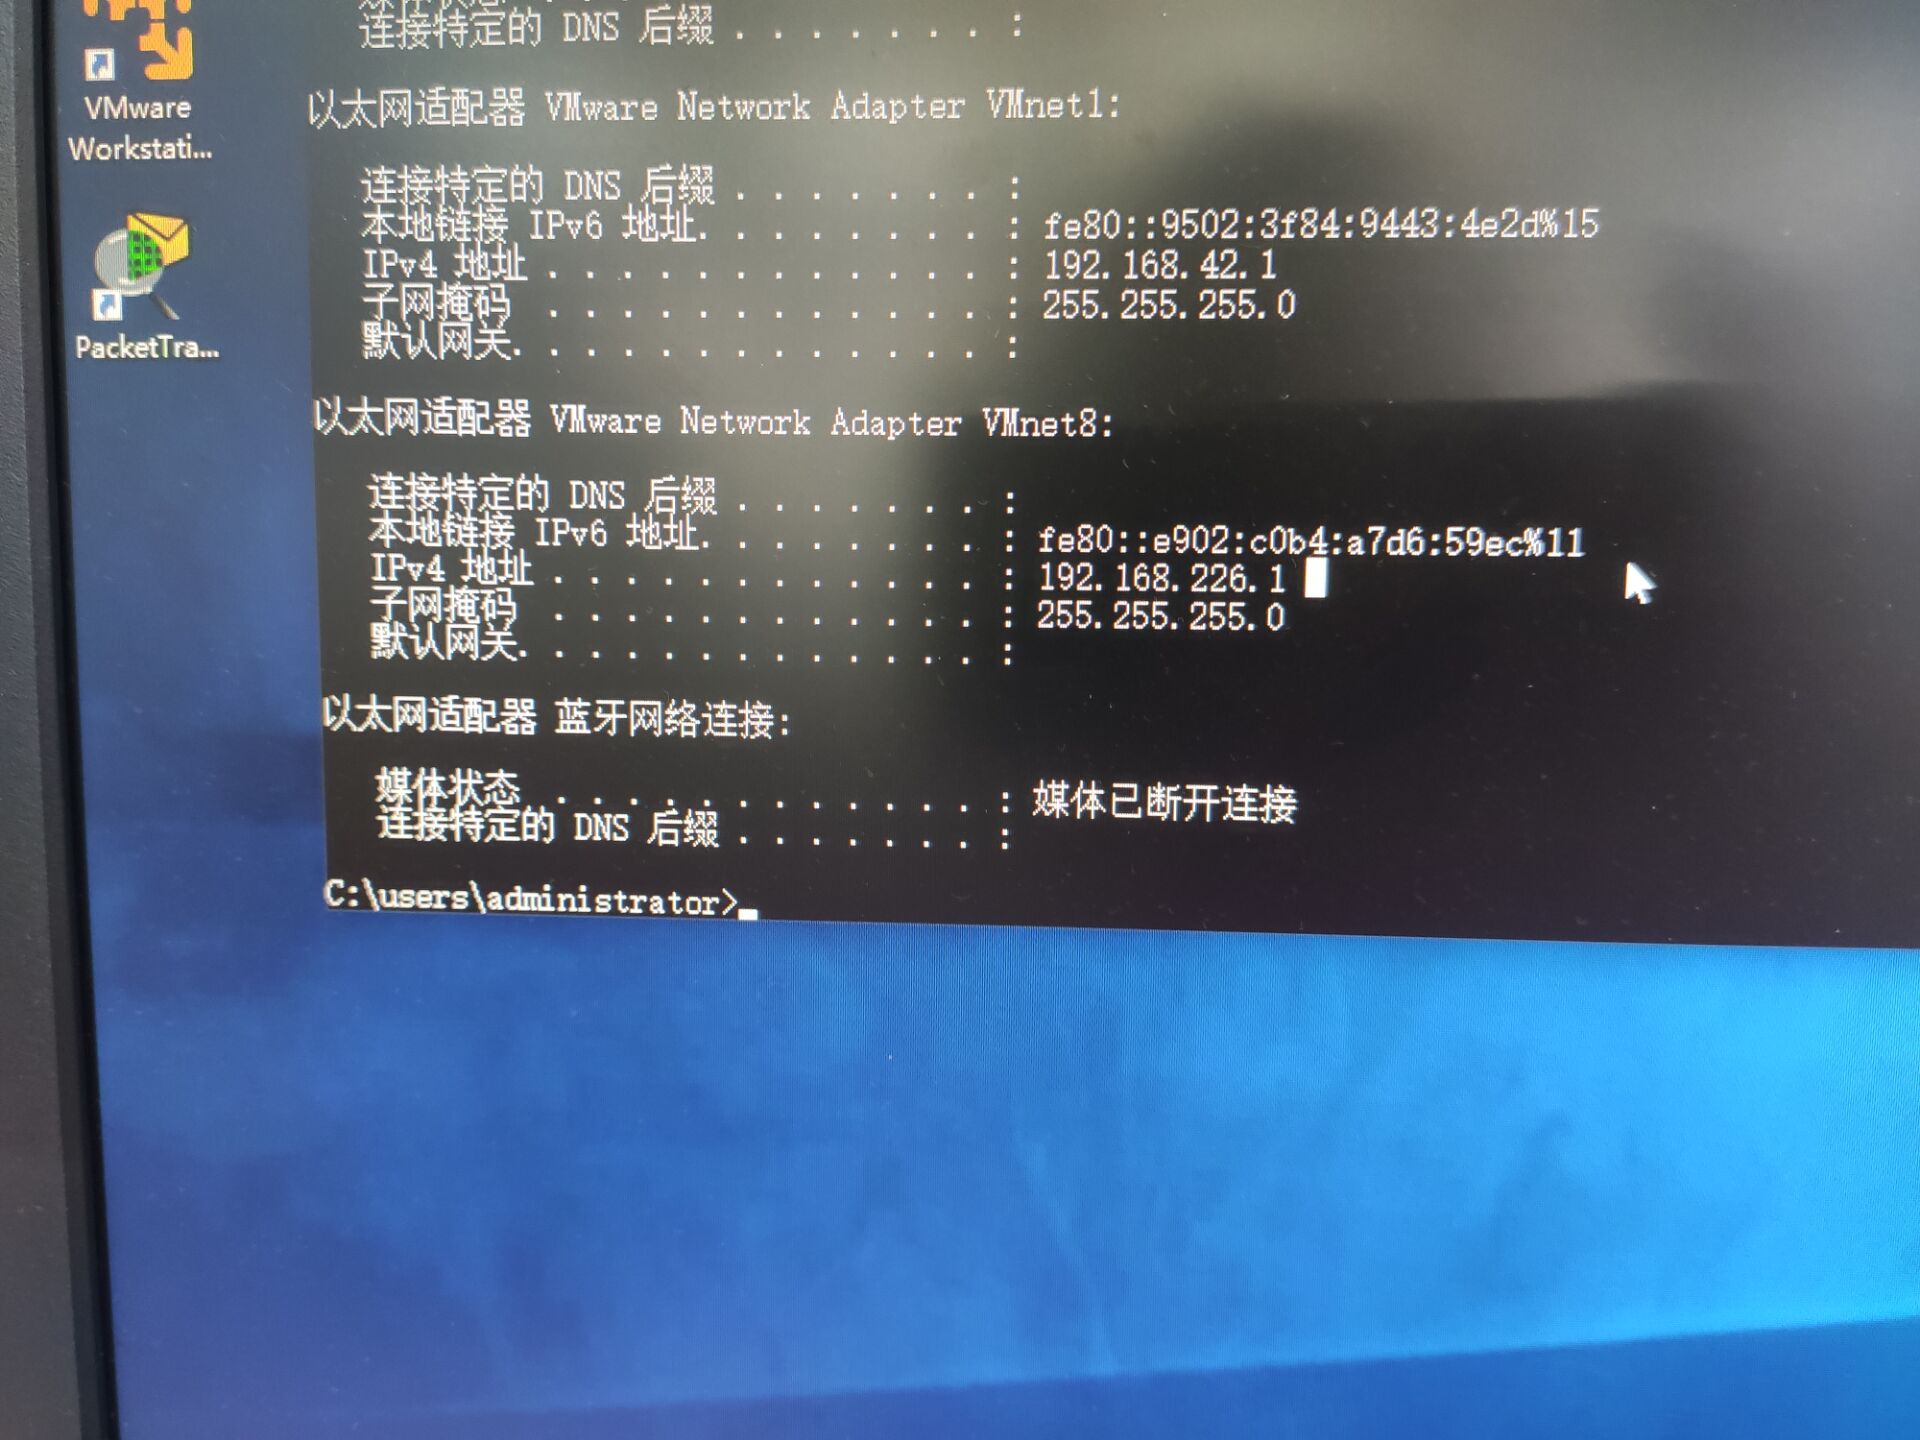 连接特定的 DNS 后缀 . . . . . . . :
VMware
Workstati...
PacketTra...
以太网适配器 VMware Network Adapter VMnet1:
连接特定的 DNS 后缀 . . . . . . . :
本地链接 IPv6 地址. . . . . . . . : fe80::9502:3f84:9443:4e2d%15
IPv4 地址 . . . . . . . . . . . . : 192.168.42.1
子网掩码 . . . . . . . . . . . . : 255.255.255.0
默认网关. . . . . . . . . . . . . :
以太网适配器 VMware Network Adapter VMnet8:
连接特定的 DNS 后缀 . . . . . . . :
本地链接 IPv6 地址. . . . . . . . : fe80::e902:c0b4:a7d6:59ec%11
IPv4 地址 . . . . . . . . . . . . : 192.168.226.1
子网掩码 . . . . . . . . . . . . : 255.255.255.0
默认网关. . . . . . . . . . . . . :
以太网适配器 蓝牙网络连接:
媒体状态 . . . . . . . . . . . . : 媒体已断开连接
连接特定的 DNS 后缀 . . . . . . . :
C:\users\administrator>